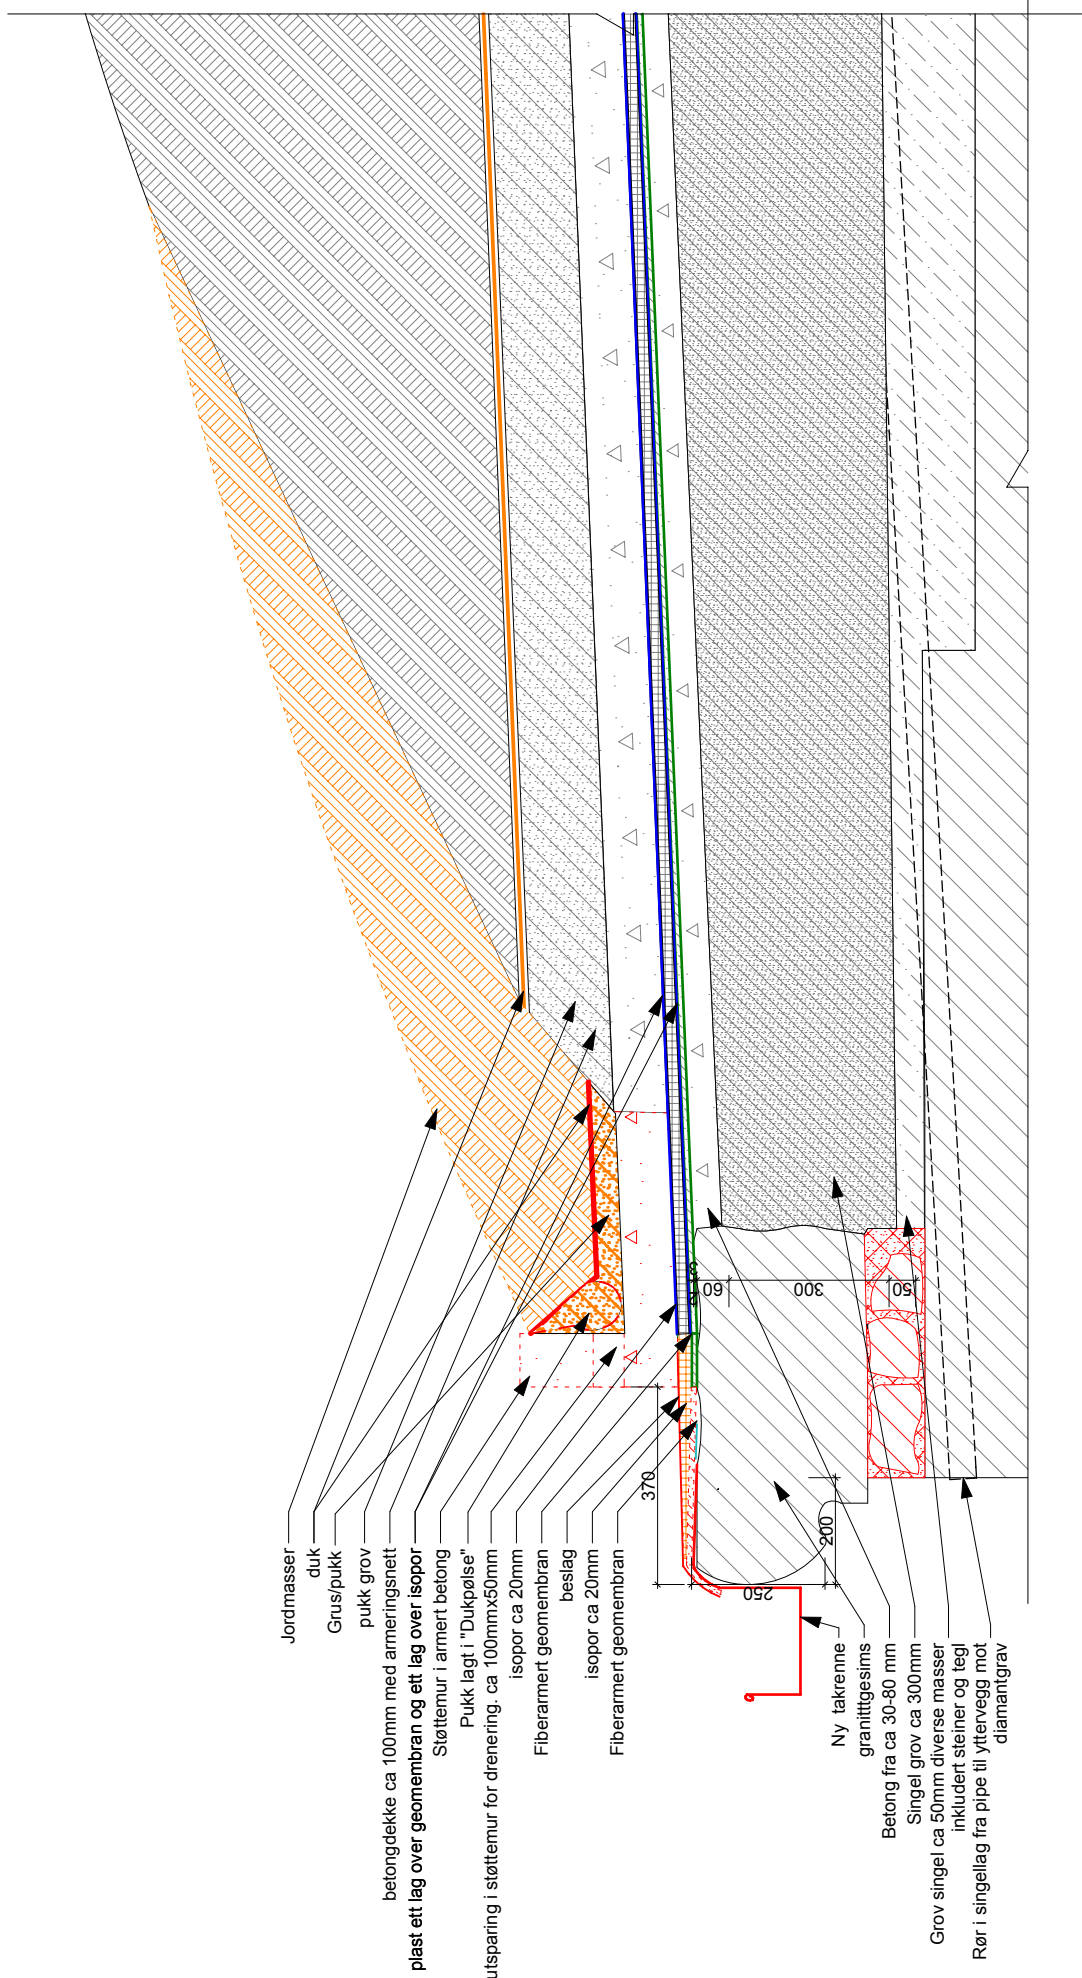 Jordmasser
duk
Grus/pukk
pukk grov
betongdekke ca 100mm med armeringsnett
plast ett lag over geomembran og ett lag over isopor
Støttemur i armert betong
Pukk lagt i "Dukpølse"
utsparing i støttemur for drenering. ca 100mmx50mm
isopor ca 20mm
Fiberarmert geomembran
beslag
isopor ca 20mm
Fiberarmert geomembran
370
250
200
60
300
50
Ny takrenne
granittgesims
Betong fra ca 30-80 mm
Singel grov ca 300mm
Grov singel ca 50mm diverse masser
inkludert steiner og tegl
Rør i singellag fra pipe til yttervegg mot
diamantgrav